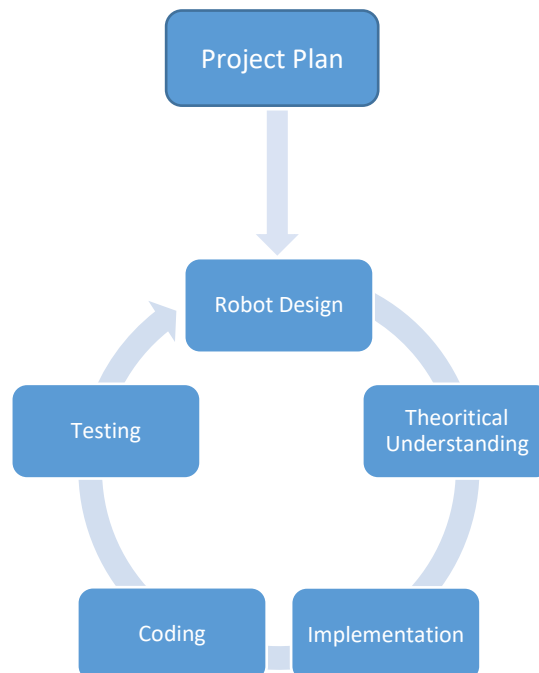 Project Plan
Robot Design
Theoritical
Understanding
Testing
Coding
Implementation